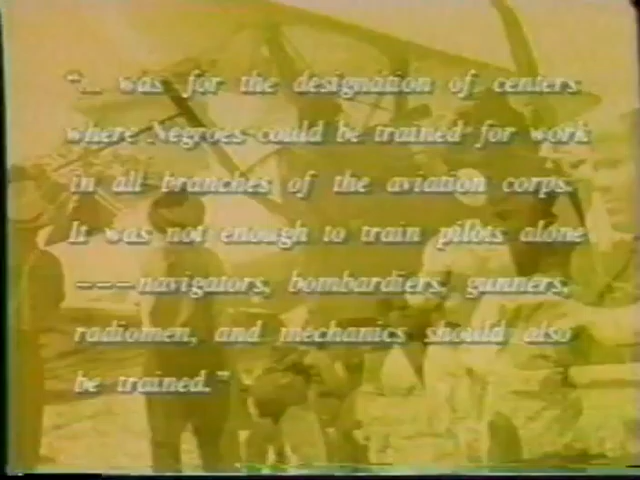 "... was for the designation of centers
where Negroes could be trained for work
in all branches of the aviation corps.
It was not enough to train pilots alone
---navigators, bombardiers, gunners,
radiomen, and mechanics should also
be trained."